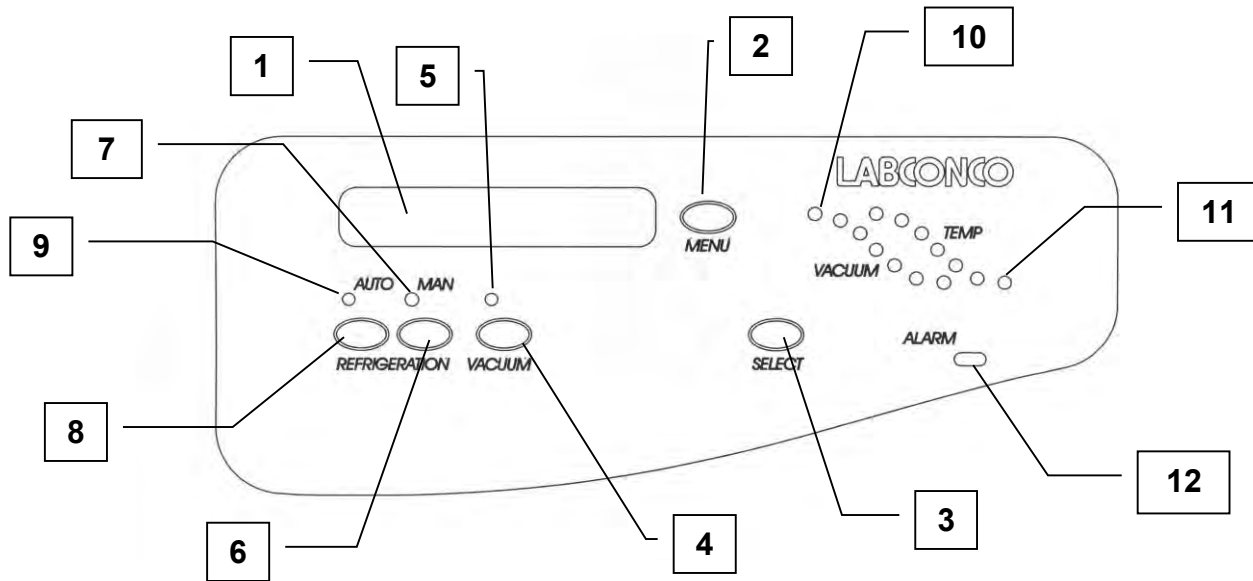 10
2
1
5
7
LABCONCO
11
9
TEMP
MENU
VACUUM
AUTO MAN
ALARM
REFRIGERATION VACUUM
SELECT
8
12
3
6
4